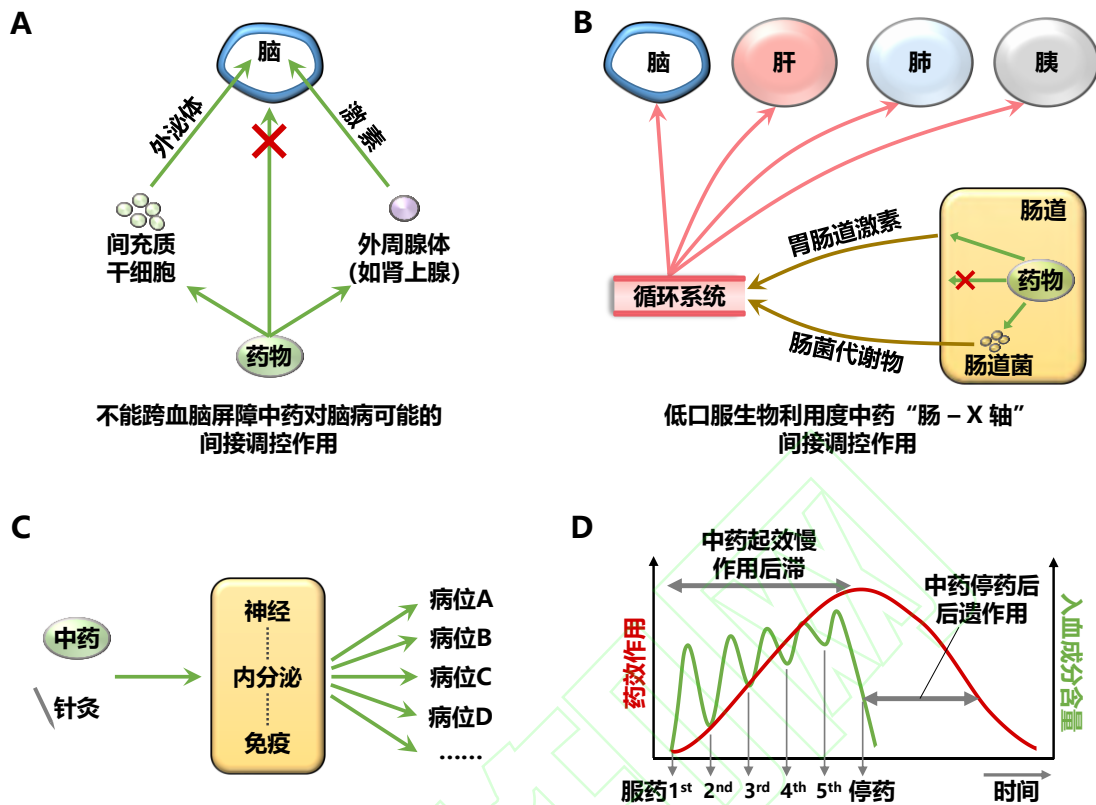 A
脑
外泌体
激素
间充质
干细胞
外周腺体
（如肾上腺）
药物
不能跨血脑屏障中药对脑病可能的
间接调控作用
B
脑
肝
肺
胰
肠道
胃肠道激素
药物
循环系统
肠菌代谢物
肠道菌
低口服生物利用度中药“肠 – X 轴”
间接调控作用
C
中药
针灸
神经
内分泌
免疫
病位A
病位B
病位C
病位D
……
D
中药起效慢
作用后滞
中药停药后
后遗作用
药效作用
入血成分含量
服药1st 2nd 3rd 4th 5th 停药
时间